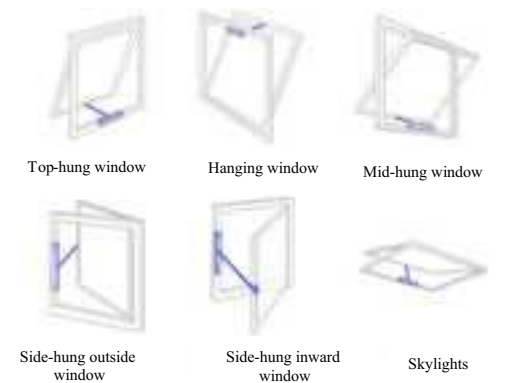 Top-hung window
Hanging window
Mid-hung window
Side-hung outside
window
Side-hung inward
window
Skylights